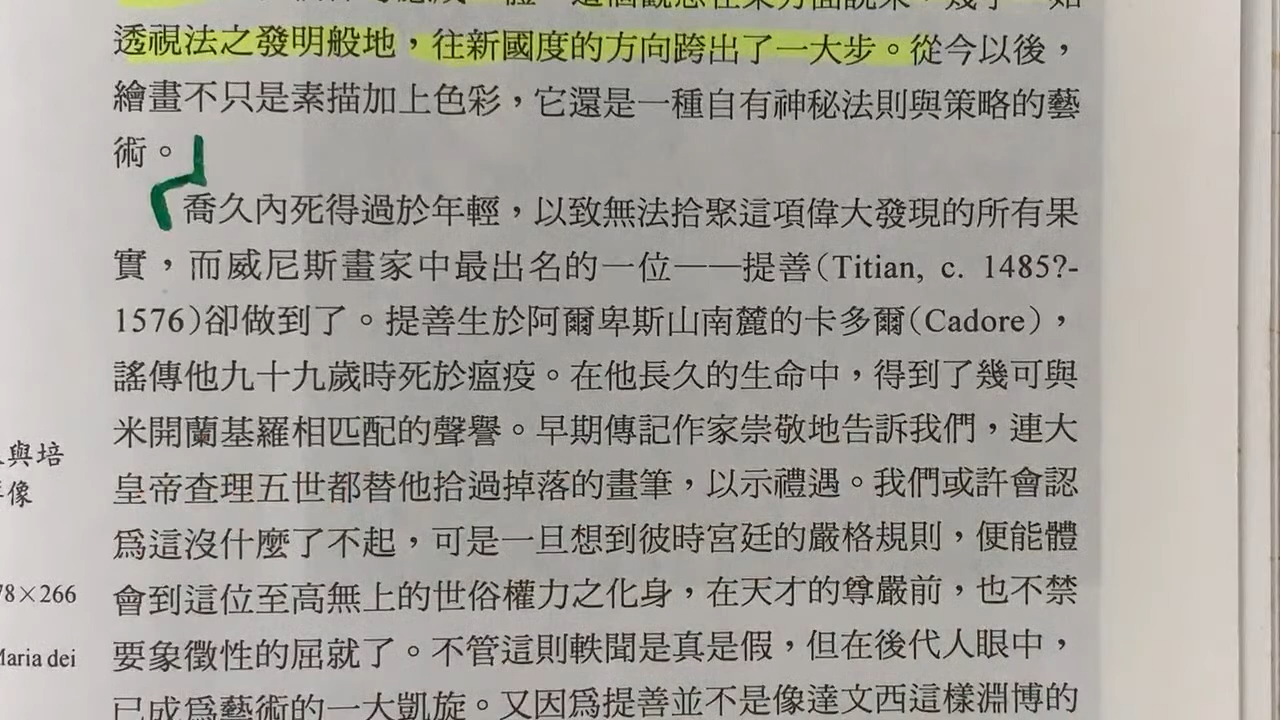 透視法之發明般地，往新國度的方向跨出了一大步。從今以後，
繪畫不只是素描加上色彩，它還是一種自有神秘法則與策略的藝
術。
喬久內死得過於年輕，以致無法拾聚這項偉大發現的所有果
實，而威尼斯畫家中最出名的一位——提善(Titian, c. 1485?-
1576)卻做到了。提善生於阿爾卑斯山南麓的卡多爾(Cadore)，
謠傳他九十九歲時死於瘟疫。在他長久的生命中，得到了幾可與
米開蘭基羅相匹配的聲譽。早期傳記作家崇敬地告訴我們，連大
皇帝查理五世都替他拾過掉落的畫筆，以示禮遇。我們或許會認
爲這沒什麼了不起，可是一旦想到彼時宮廷的嚴格規則，便能體
會到這位至高無上的世俗權力之化身，在天才的尊嚴前，也不禁
要象徵性的屈就了。不管這則軼聞是真是假，但在後代人眼中，
已成爲藝術的一大凱旋。又因爲提善並不是像達文西這樣淵博的
與培
像
78×266
Maria dei